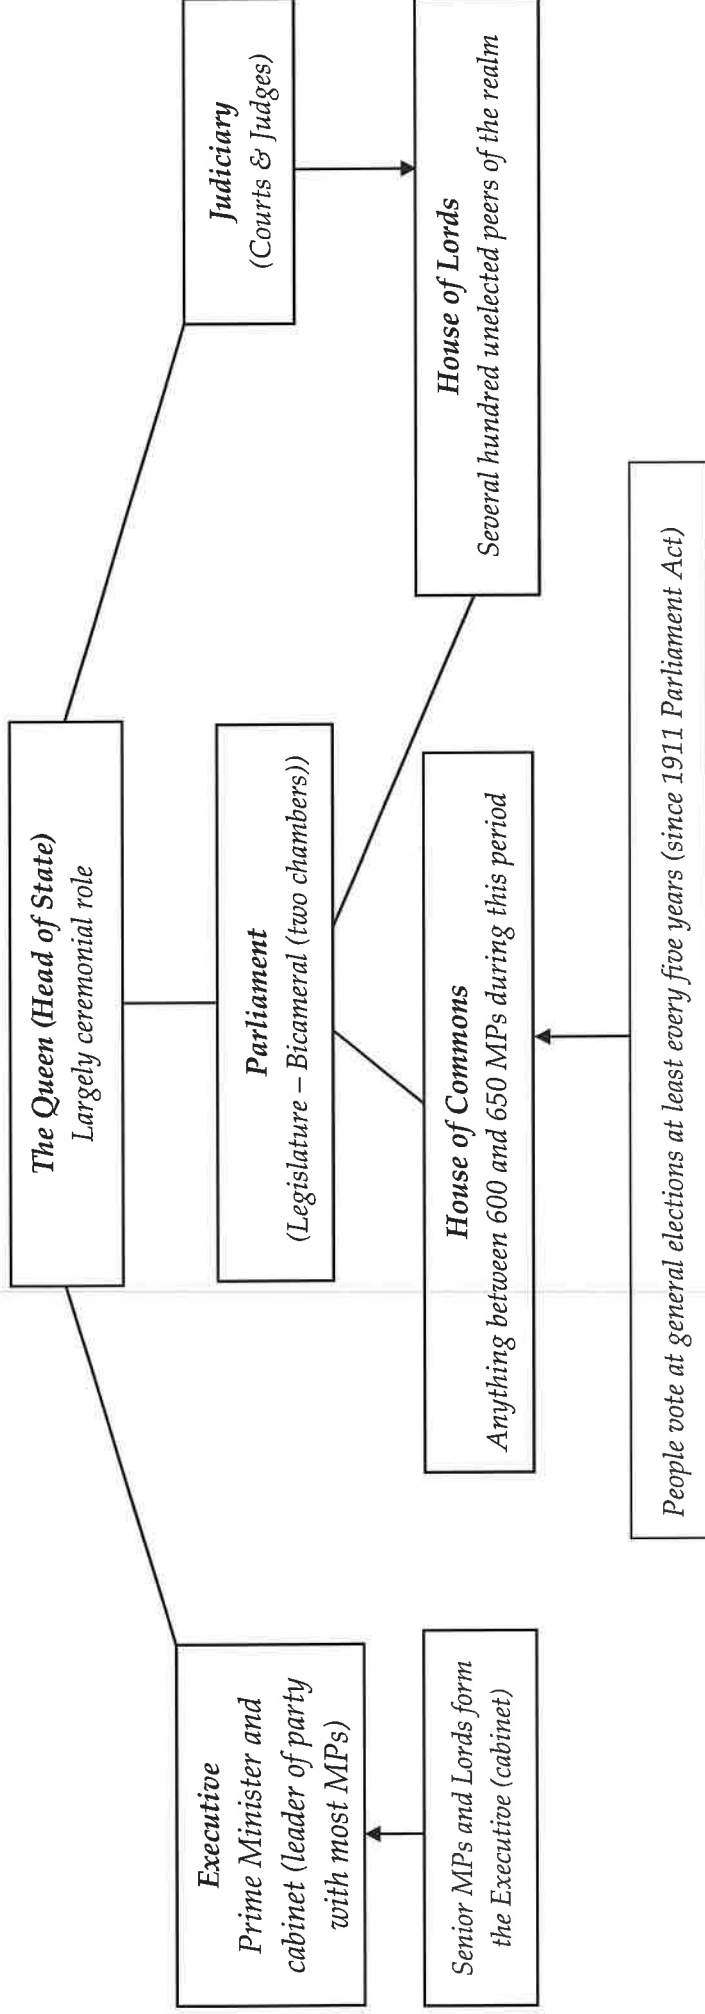 The Queen (Head of State)
Largely ceremonial role
Executive
Prime Minister and
cabinet (leader of party
with most MPs)
Parliament
(Legislature – Bicameral (two chambers))
Judiciary
(Courts & Judges)
Senior MPs and Lords form
the Executive (cabinet)
House of Commons
Anything between 600 and 650 MPs during this period
House of Lords
Several hundred unelected peers of the realm
People vote at general elections at least every five years (since 1911 Parliament Act)